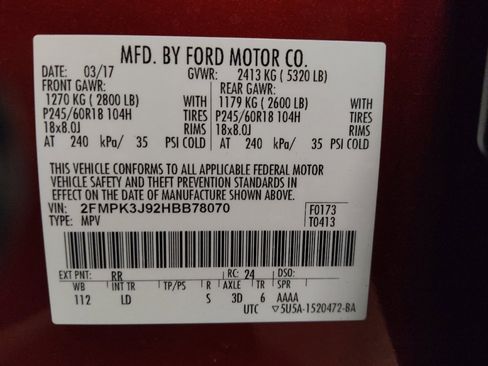 MFD. BY FORD MOTOR CO.
DATE: 03/17 GVWR: 2413 KG ( 5320 LB)
FRONT GAWR: REAR GAWR:
1270 KG ( 2800 LB) WITH 1179 KG ( 2600 LB) WITH
P245/60R18 104H TIRES P245/60R18 104H TIRES
18x8.0J RIMS 18x8.0J RIMS
AT 240 kPa/ 35 PSI COLD AT 240 kPa/ 35 PSI COLD
THIS VEHICLE CONFORMS TO ALL APPLICABLE FEDERAL MOTOR
VEHICLE SAFETY AND THEFT PREVENTION STANDARDS IN
EFFECT ON THE DATE OF MANUFACTURE SHOWN ABOVE.
VIN: 2FMPK3J92HBB78070 F0173
TYPE: MPV T0413
EXT PNT: RR RC: 24 DSO:
WB INT TR TP/PS R AXLE TR SPR
112 LD S 3D 6 AAAA
UTC ▽5U5A-1520472-BA